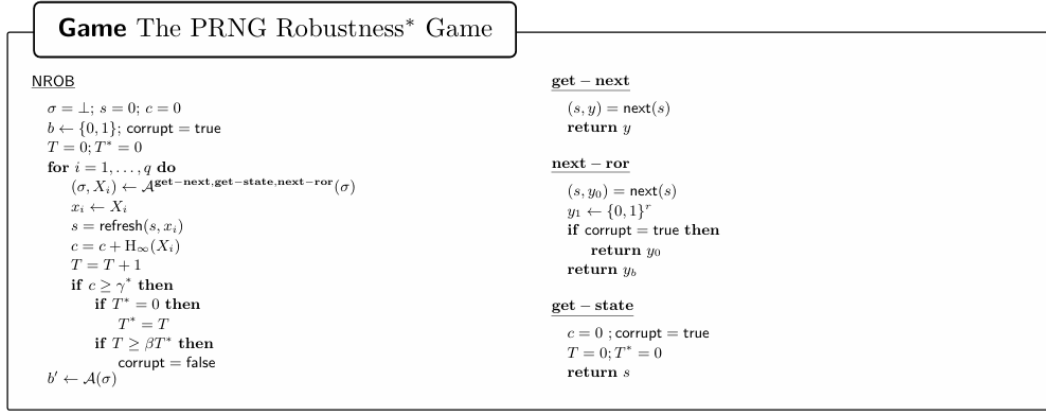 Game The PRNG Robustness* Game
NROB
σ = ⊥; s = 0; c = 0
b ← {0, 1}; corrupt = true
T = 0; T* = 0
for i = 1, . . . , q do
(σ, X_i) ← 𝒜^{get−next,get−state,next−ror}(σ)
x_i ← X_i
s = refresh(s, x_i)
c = c + H_∞(X_i)
T = T + 1
if c ≥ γ* then
if T* = 0 then
T* = T
if T ≥ βT* then
corrupt = false
b′ ← 𝒜(σ)
get − next
(s, y) = next(s)
return y
next − ror
(s, y_0) = next(s)
y_1 ← {0, 1}^r
if corrupt = true then
return y_0
return y_b
get − state
c = 0 ; corrupt = true
T = 0; T* = 0
return s